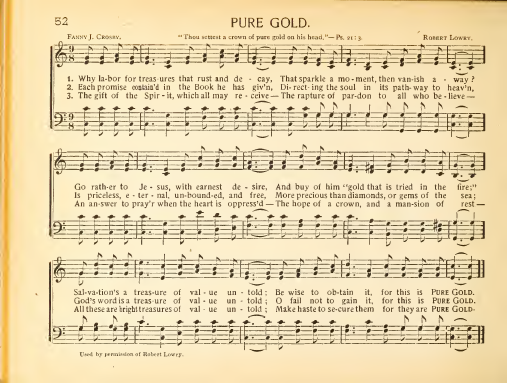 52
PURE GOLD.
FANNY J. CROSBY. "Thou settest a crown of pure gold on his head."—Ps. 21:3. ROBERT LOWRY.
1. Why la-bor for treas-ures that rust and de - cay, That sparkle a mo-ment, then van-ish a - way?
2. Each promise contain'd in the Book he has giv'n, Di-rect-ing the soul in its path-way to heav'n,
3. The gift of the Spir-it, which all may re-ceive — The rapture of par-don to all who be-lieve —
Go rath-er to Je - sus, with earnest de - sire, And buy of him "gold that is tried in the fire;"
Is priceless, e-ter-nal, un-bound-ed, and free, More precious than diamonds, or gems of the sea;
An an-swer to pray'r when the heart is oppress'd — The hope of a crown, and a man-sion of rest —
Sal-va-tion's a treas-ure of val - ue un - told; Be wise to ob-tain it, for this is PURE GOLD.
God's word is a treas-ure of val - ue un - told; O fail not to gain it, for this is PURE GOLD.
All these are bright treasures of val - ue un - told; Make haste to se-cure them for they are PURE GOLD.
Used by permission of Robert Lowry.